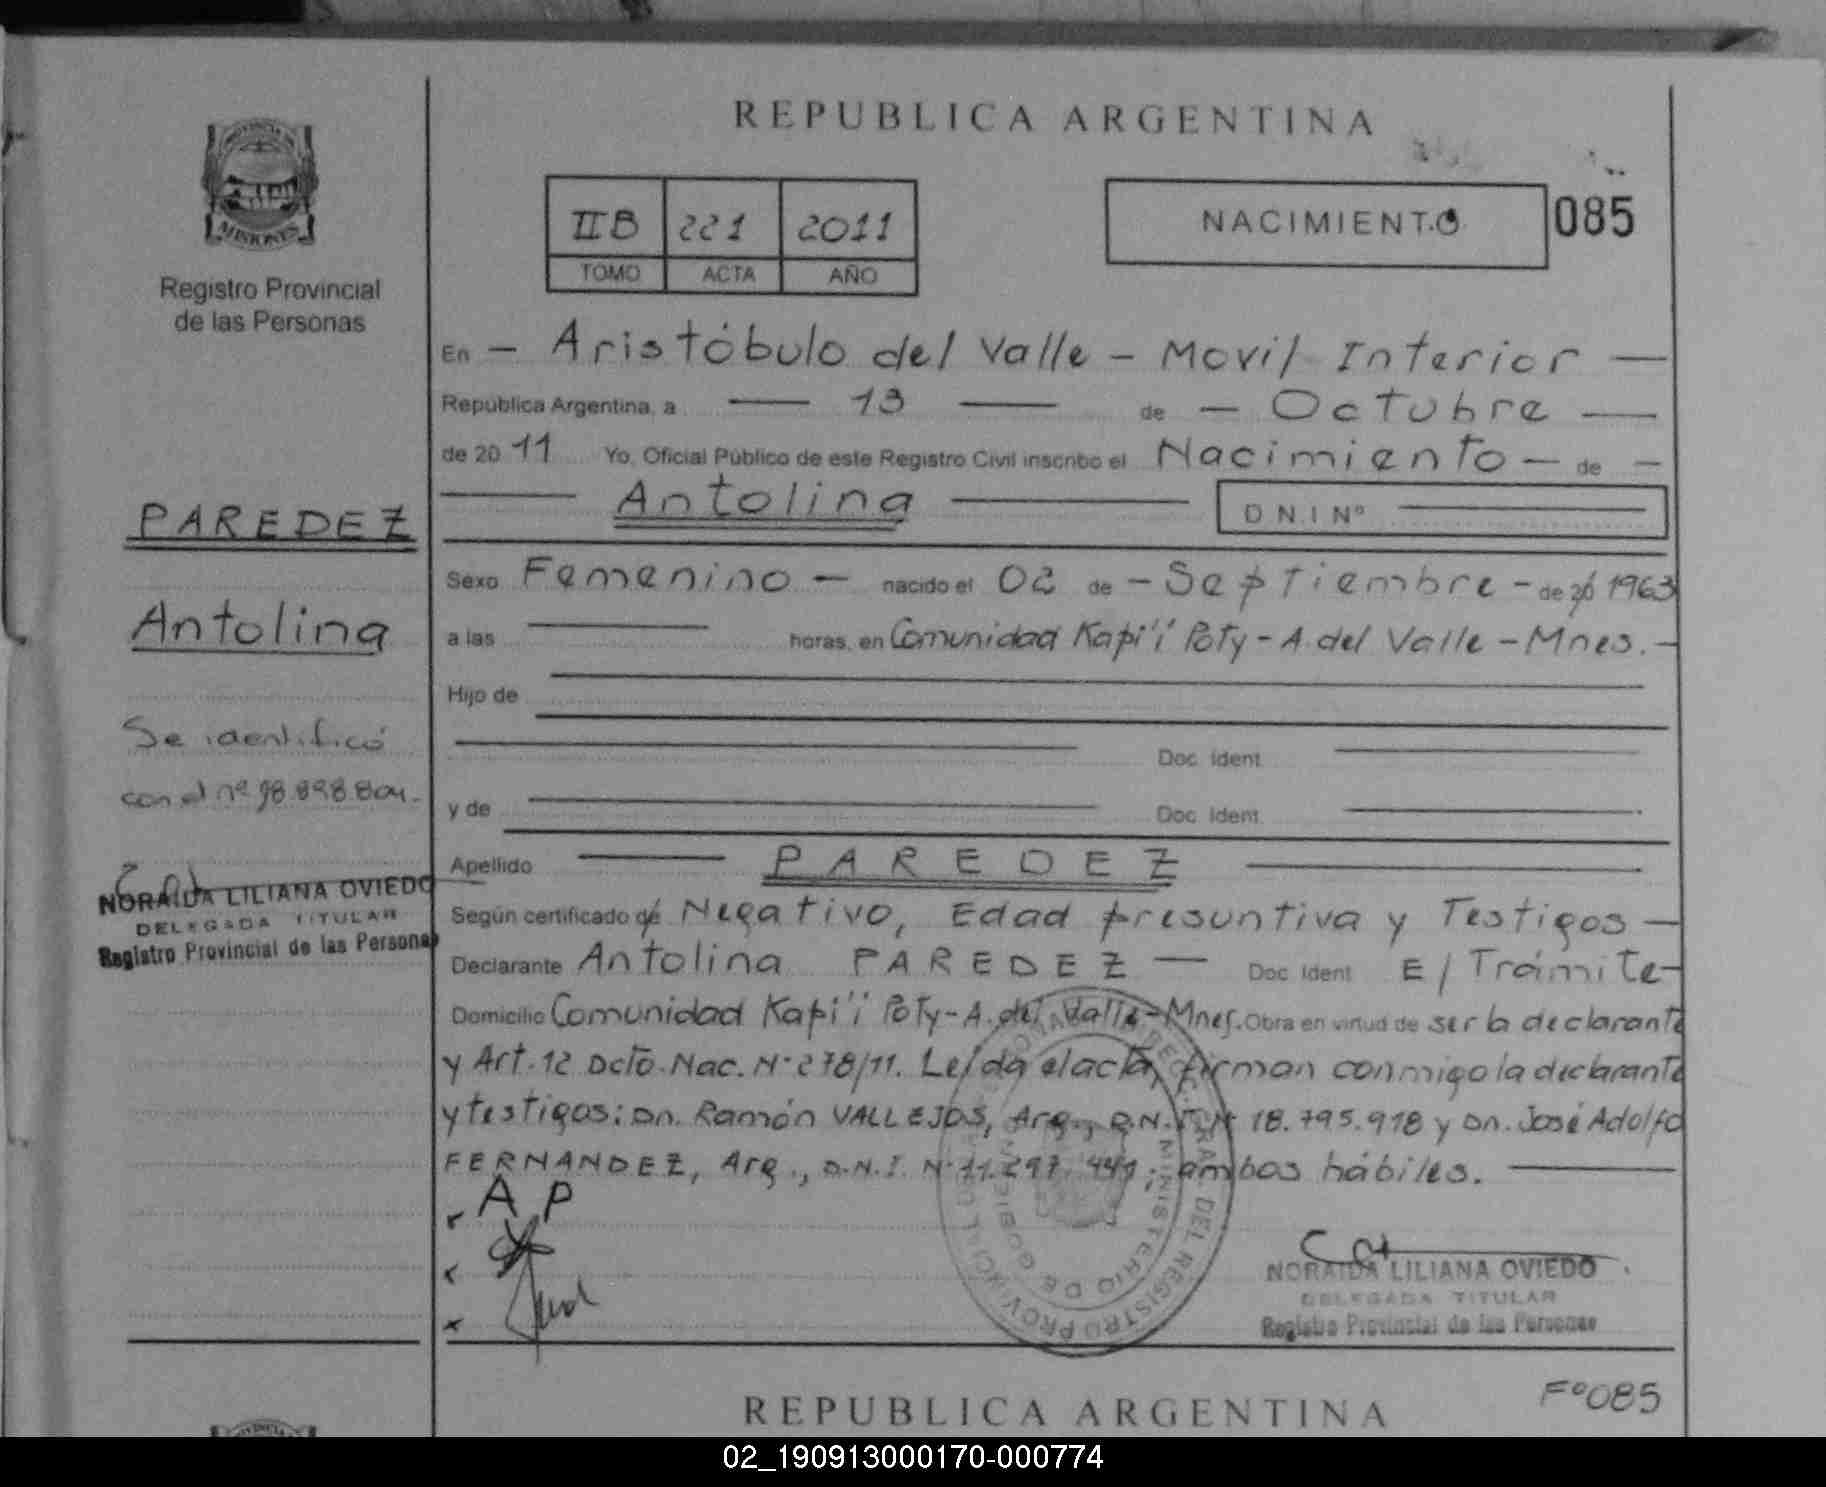 REPUBLICA ARGENTINA
MISIONES
Registro Provincial
de las Personas
IIB 221 2011
TOMO ACTA AÑO
NACIMIENTO 085
En - Aristóbulo del Valle - Movil Interior -
República Argentina, a 13 de - Octubre -
de 2011 Yo, Oficial Público de este Registro Civil inscribo el Nacimiento - de -
Antolina D N.I Nº
Sexo Femenino - nacido el 02 de - Septiembre - de 20 1963
a las horas, en Comunidad Kapi'i Poty - A. del Valle - Mnes. -
Hijo de
Doc. Ident.
y de Doc. Ident.
Apellido PAREDEZ
Según certificado de Negativo, Edad presuntiva y Testigos -
Declarante Antolina PAREDEZ - Doc. Ident. E/Trámite -
Domicilio Comunidad Kapi'i Poty - A. del Valle - Mnes. Obra en virtud de ser la declarante
y Art. 12 Dcto. Nac. Nº 278/11. Leída el acta, firman conmigo la declarante
y testigos: Dn. Ramón VALLEJOS, Arg., D.N.I. Nº 18.795.918 y Dn. José Adolfo
FERNANDEZ, Arg., D.N.I. Nº 11.297.449; ambos hábiles.
A P
NORAIDA LILIANA OVIEDO
DELEGADA TITULAR
Registro Provincial de las Personas
PAREDEZ
Antolina
Se identificó
con el nº 98.898.804.
NORAIDA LILIANA OVIEDO
DELEGADA TITULAR
Registro Provincial de las Personas
Fº085
REPUBLICA ARGENTINA
02_190913000170-000774